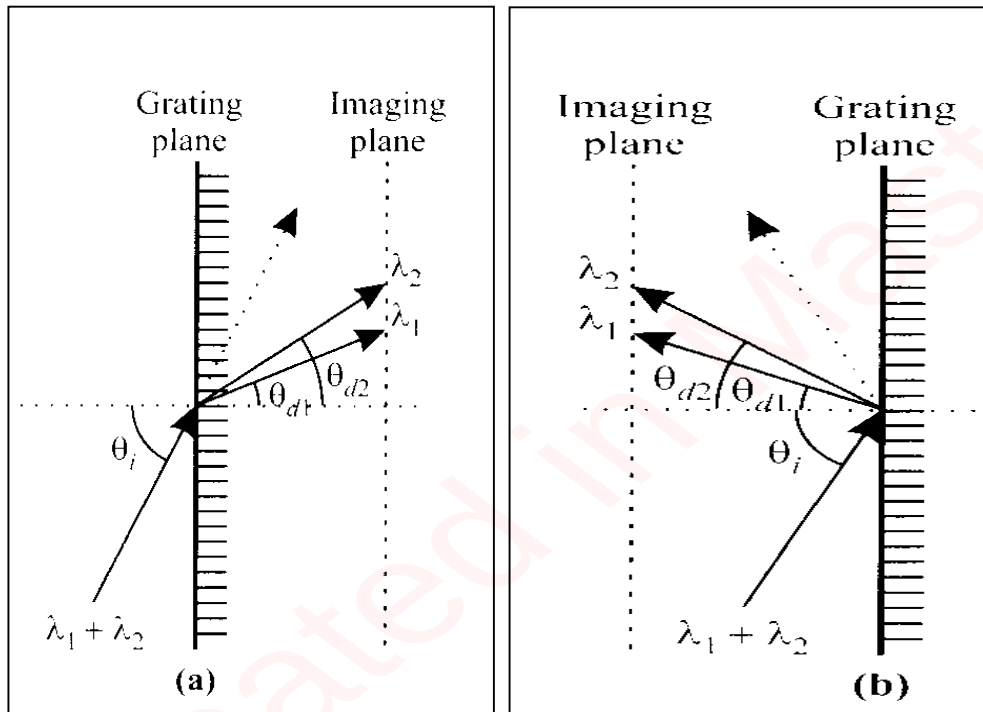 Grating
plane
Imaging
plane
λ₂
λ₁
θd1
θd2
θi
λ₁ + λ₂
(a)
Imaging
plane
Grating
plane
λ₂
λ₁
θd2
θd1
θi
λ₁ + λ₂
(b)